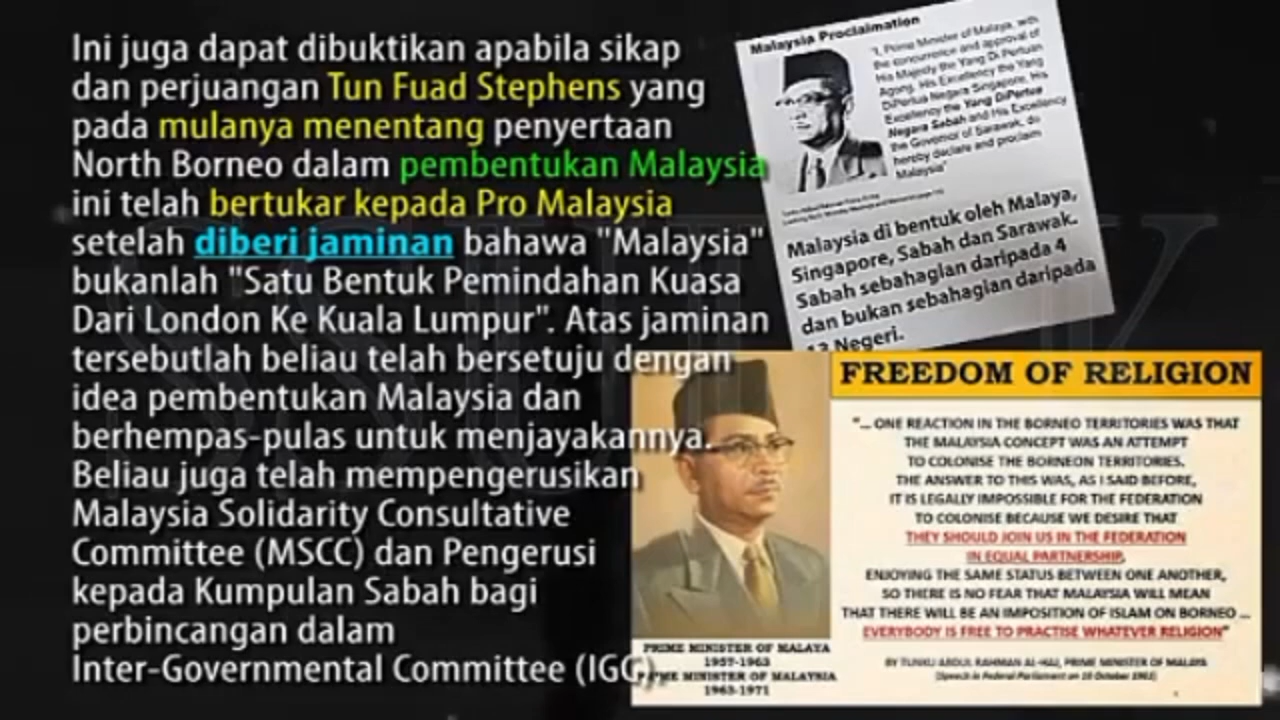 Ini juga dapat dibuktikan apabila sikap
dan perjuangan Tun Fuad Stephens yang
pada mulanya menentang penyertaan
North Borneo dalam pembentukan Malaysia
ini telah bertukar kepada Pro Malaysia
setelah diberi jaminan bahawa "Malaysia"
bukanlah "Satu Bentuk Pemindahan Kuasa
Dari London Ke Kuala Lumpur". Atas jaminan
tersebutlah beliau telah bersetuju dengan
idea pembentukan Malaysia dan
berhempas-pulas untuk menjayakannya.
Beliau juga telah mempengerusikan
Malaysia Solidarity Consultative
Committee (MSCC) dan Pengerusi
kepada Kumpulan Sabah bagi
perbincangan dalam
Inter-Governmental Committee (IGC)..
Malaysia Proclaimation
"I, Prime Minister of Malaya, with
the concurrence and approval of
His Majesty the Yang Di Pertuan
Agong, His Excellency the Yang
DiPertua Negara Singapore, His
Excellency the Yang DiPertua
Negara Sabah and His Excellency
the Governor of Sarawak, do
hereby declare and proclaim
Malaysia"
Malaysia di bentuk oleh Malaya,
Singapore, Sabah dan Sarawak.
Sabah sebahagian daripada 4
dan bukan sebahagian daripada
13 Negeri.
FREEDOM OF RELIGION
"... ONE REACTION IN THE BORNEO TERRITORIES WAS THAT
THE MALAYSIA CONCEPT WAS AN ATTEMPT
TO COLONISE THE BORNEON TERRITORIES.
THE ANSWER TO THIS WAS, AS I SAID BEFORE,
IT IS LEGALLY IMPOSSIBLE FOR THE FEDERATION
TO COLONISE BECAUSE WE DESIRE THAT
THEY SHOULD JOIN US IN THE FEDERATION
IN EQUAL PARTNERSHIP,
ENJOYING THE SAME STATUS BETWEEN ONE ANOTHER,
SO THERE IS NO FEAR THAT MALAYSIA WILL MEAN
THAT THERE WILL BE AN IMPOSITION OF ISLAM ON BORNEO ...
EVERYBODY IS FREE TO PRACTISE WHATEVER RELIGION"
BY TUNKU ABDUL RAHMAN AL-HAJ, PRIME MINISTER OF MALAYA
(Speech in Federal Parliament on
PRIME MINISTER OF MALAYA
1957-1963
PRIME MINISTER OF MALAYSIA
1963-1971